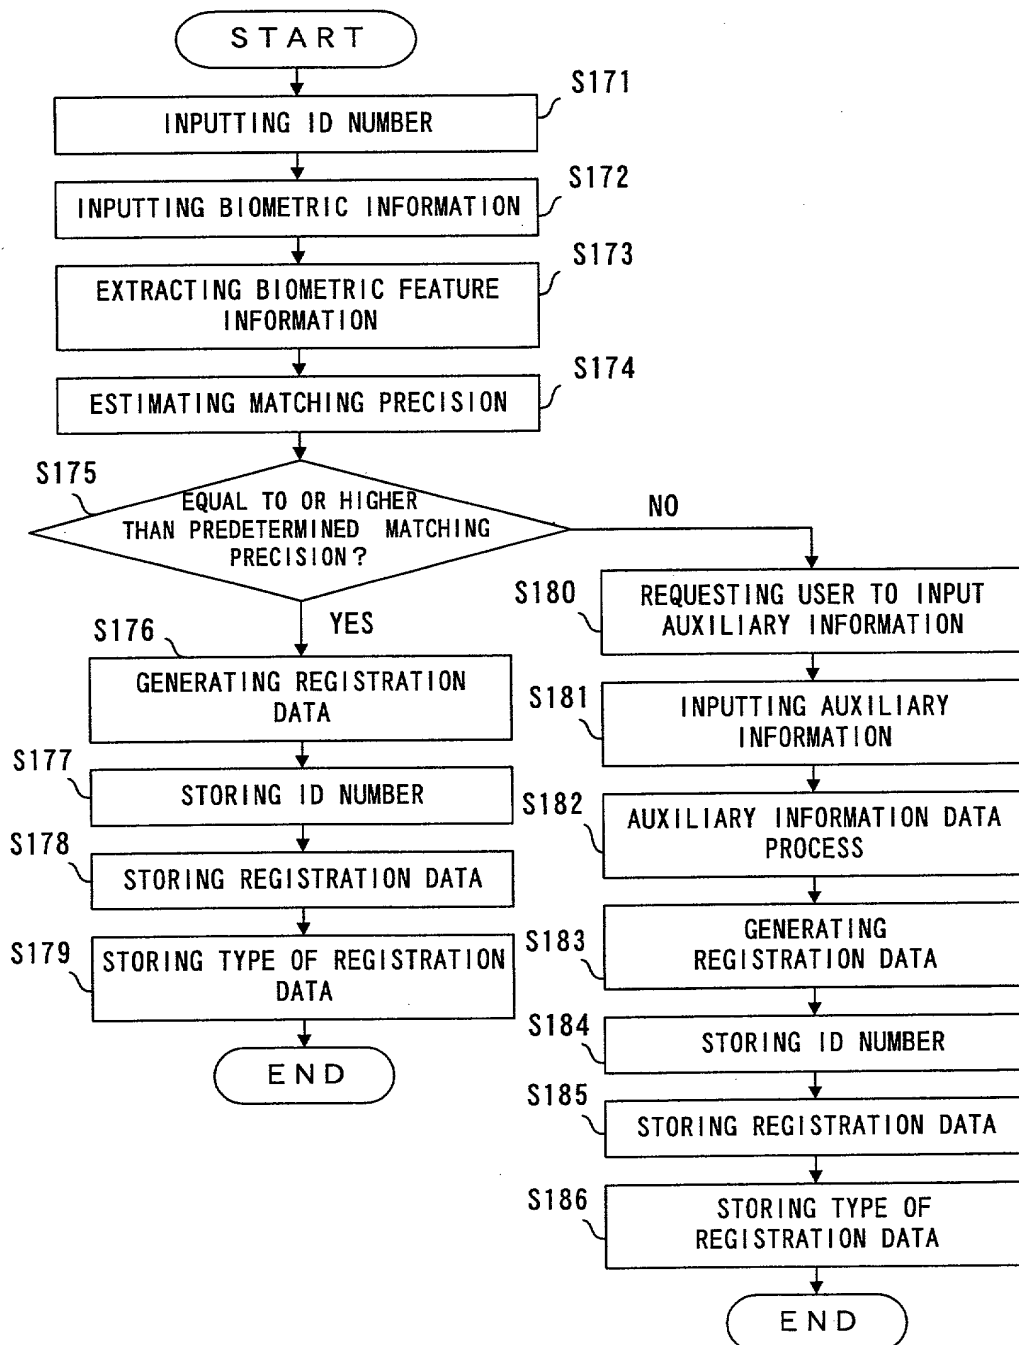 START
S171
INPUTTING ID NUMBER
S172
INPUTTING BIOMETRIC INFORMATION
S173
EXTRACTING BIOMETRIC FEATURE
INFORMATION
S174
ESTIMATING MATCHING PRECISION
S175
EQUAL TO OR HIGHER
THAN PREDETERMINED MATCHING
PRECISION?
YES
NO
S176
GENERATING REGISTRATION
DATA
S177
STORING ID NUMBER
S178
STORING REGISTRATION DATA
S179
STORING TYPE OF REGISTRATION
DATA
END
S180
REQUESTING USER TO INPUT
AUXILIARY INFORMATION
S181
INPUTTING AUXILIARY
INFORMATION
S182
AUXILIARY INFORMATION DATA
PROCESS
S183
GENERATING
REGISTRATION DATA
S184
STORING ID NUMBER
S185
STORING REGISTRATION DATA
S186
STORING TYPE OF
REGISTRATION DATA
END